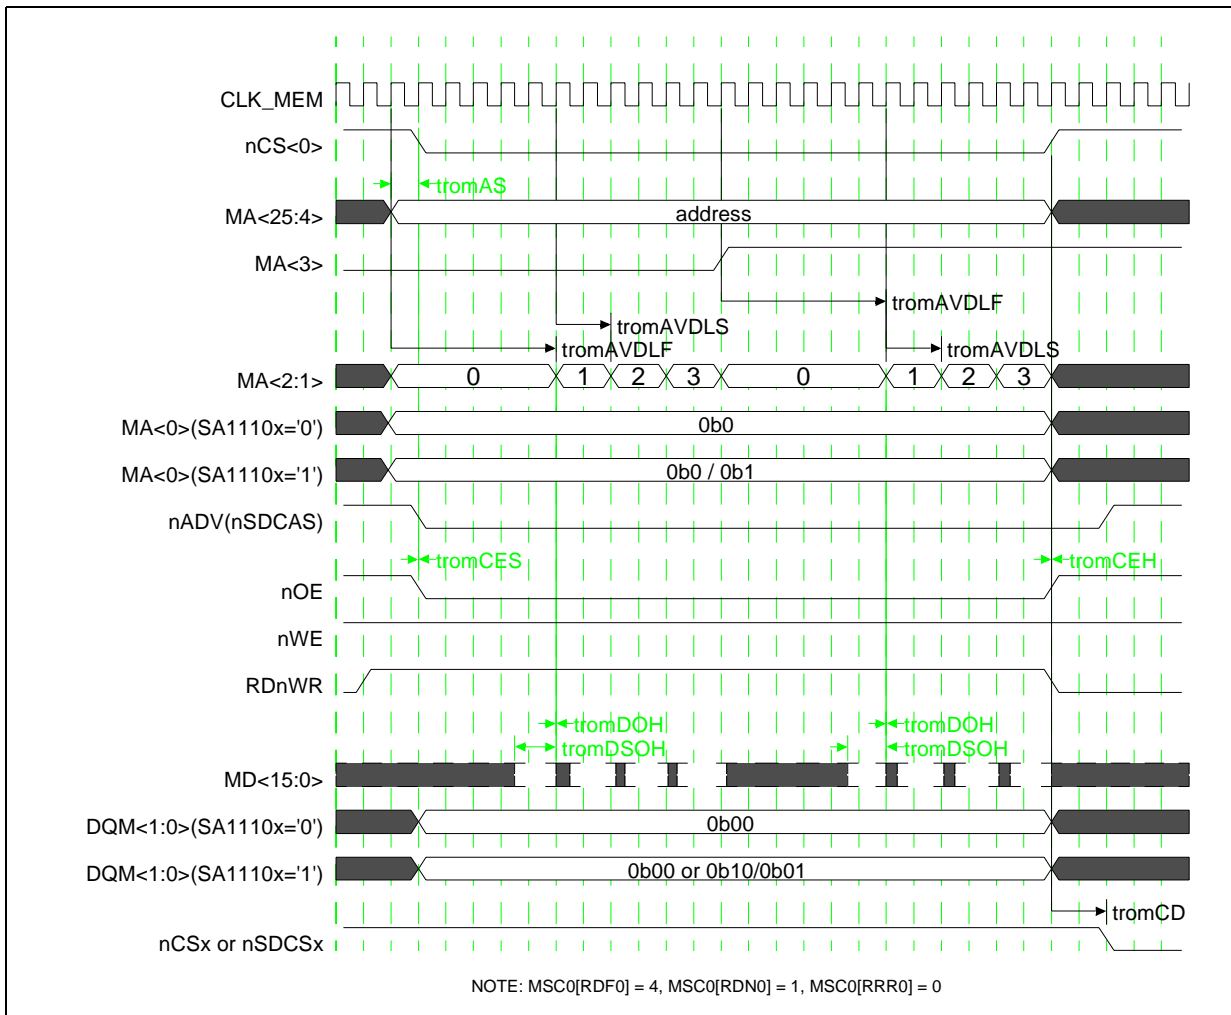 CLK_MEM
nCS<0>
tromAS
MA<25:4>
address
MA<3>
tromAVDLF
tromAVDLS
tromAVDLF
tromAVDLS
MA<2:1>
0 1 2 3 0 1 2 3
MA<0>(SA1110x='0')
0b0
MA<0>(SA1110x='1')
0b0 / 0b1
nADV(nSDCAS)
tromCES
tromCEH
nOE
nWE
RDnWR
tromDOH
tromDOH
tromDSOH
tromDSOH
MD<15:0>
DQM<1:0>(SA1110x='0')
0b00
DQM<1:0>(SA1110x='1')
0b00 or 0b10/0b01
tromCD
nCSx or nSDCSx
NOTE: MSC0[RDF0] = 4, MSC0[RDN0] = 1, MSC0[RRR0] = 0